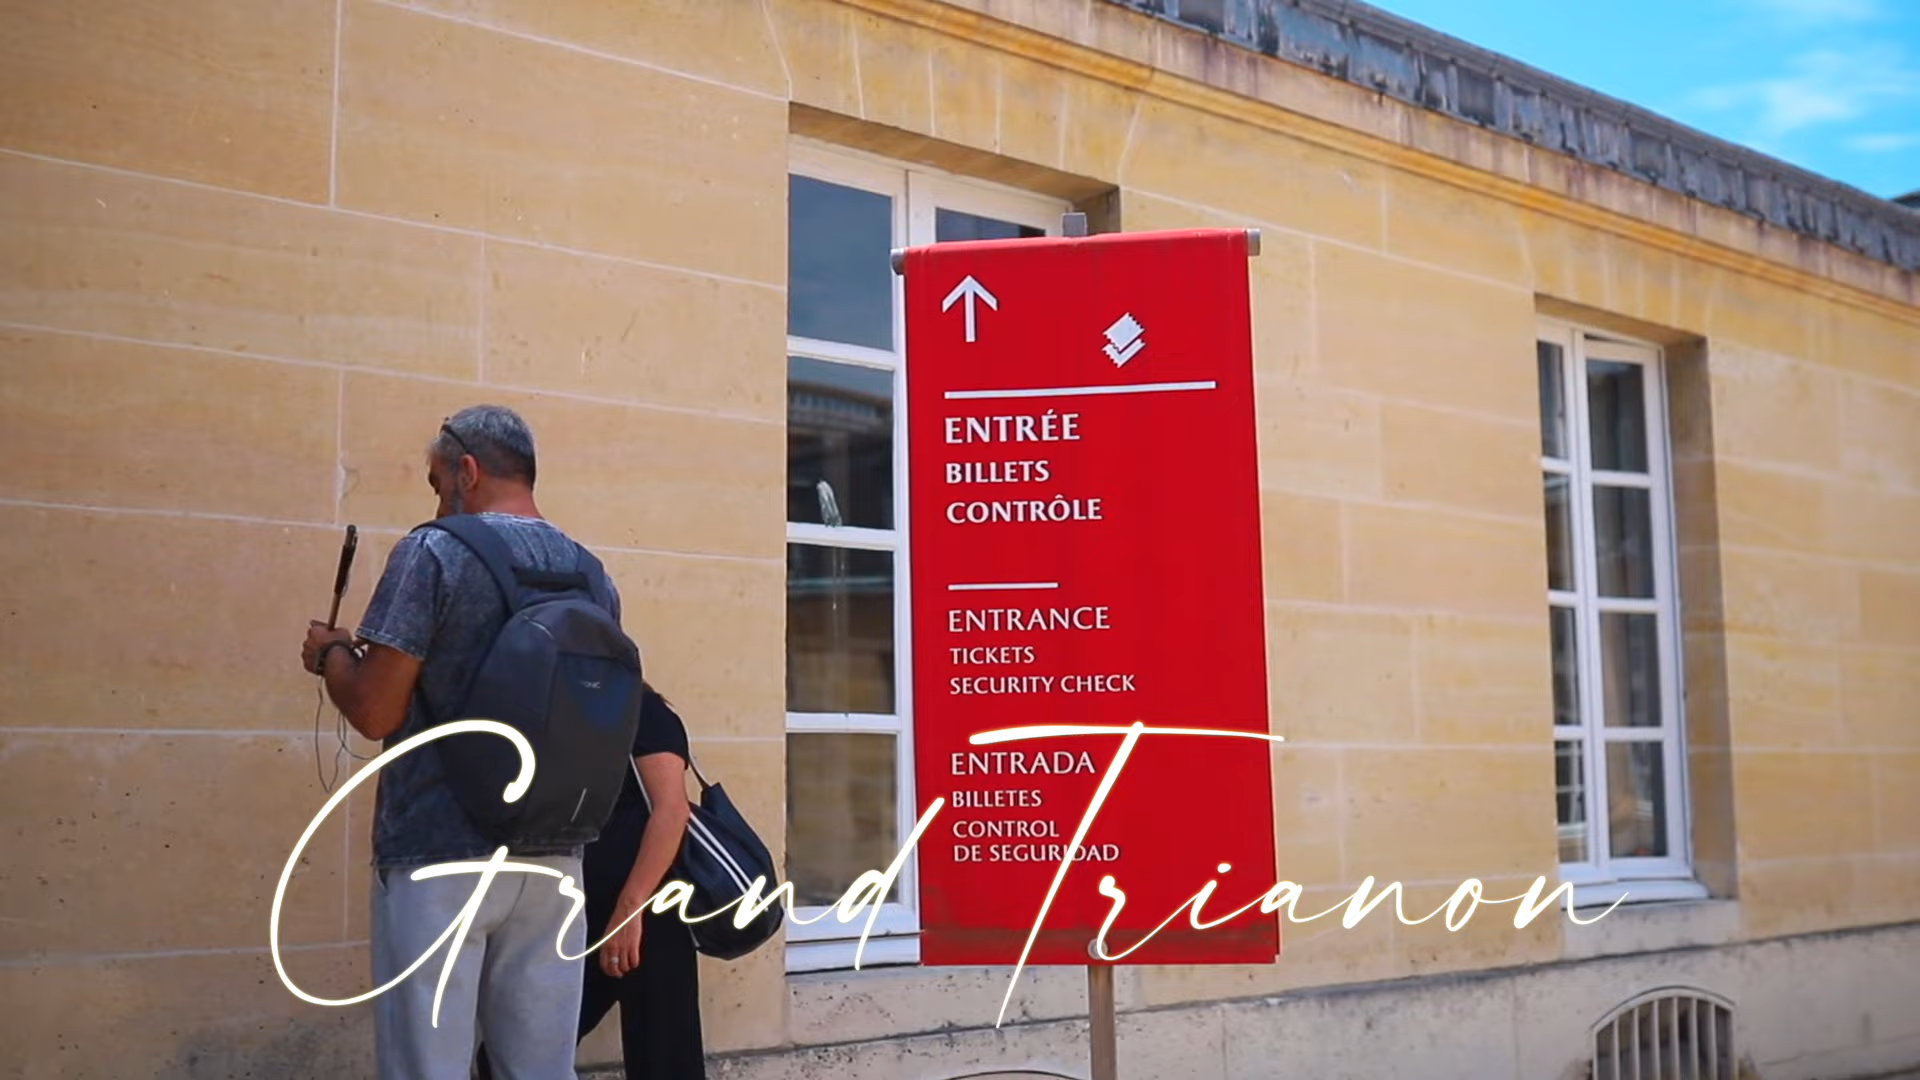 ENTRÉE
BILLETS
CONTRÔLE
ENTRANCE
TICKETS
SECURITY CHECK
ENTRADA
BILLETES
CONTROL
DE SEGURIDAD
Grand Trianon